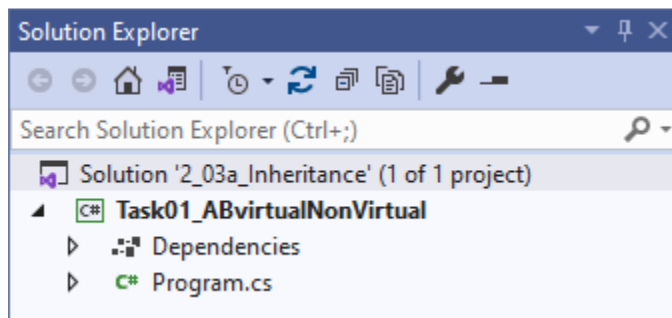 Solution Explorer
Search Solution Explorer (Ctrl+;)
Solution '2_03a_Inheritance' (1 of 1 project)
C# Task01_ABvirtualNonVirtual
Dependencies
C# Program.cs